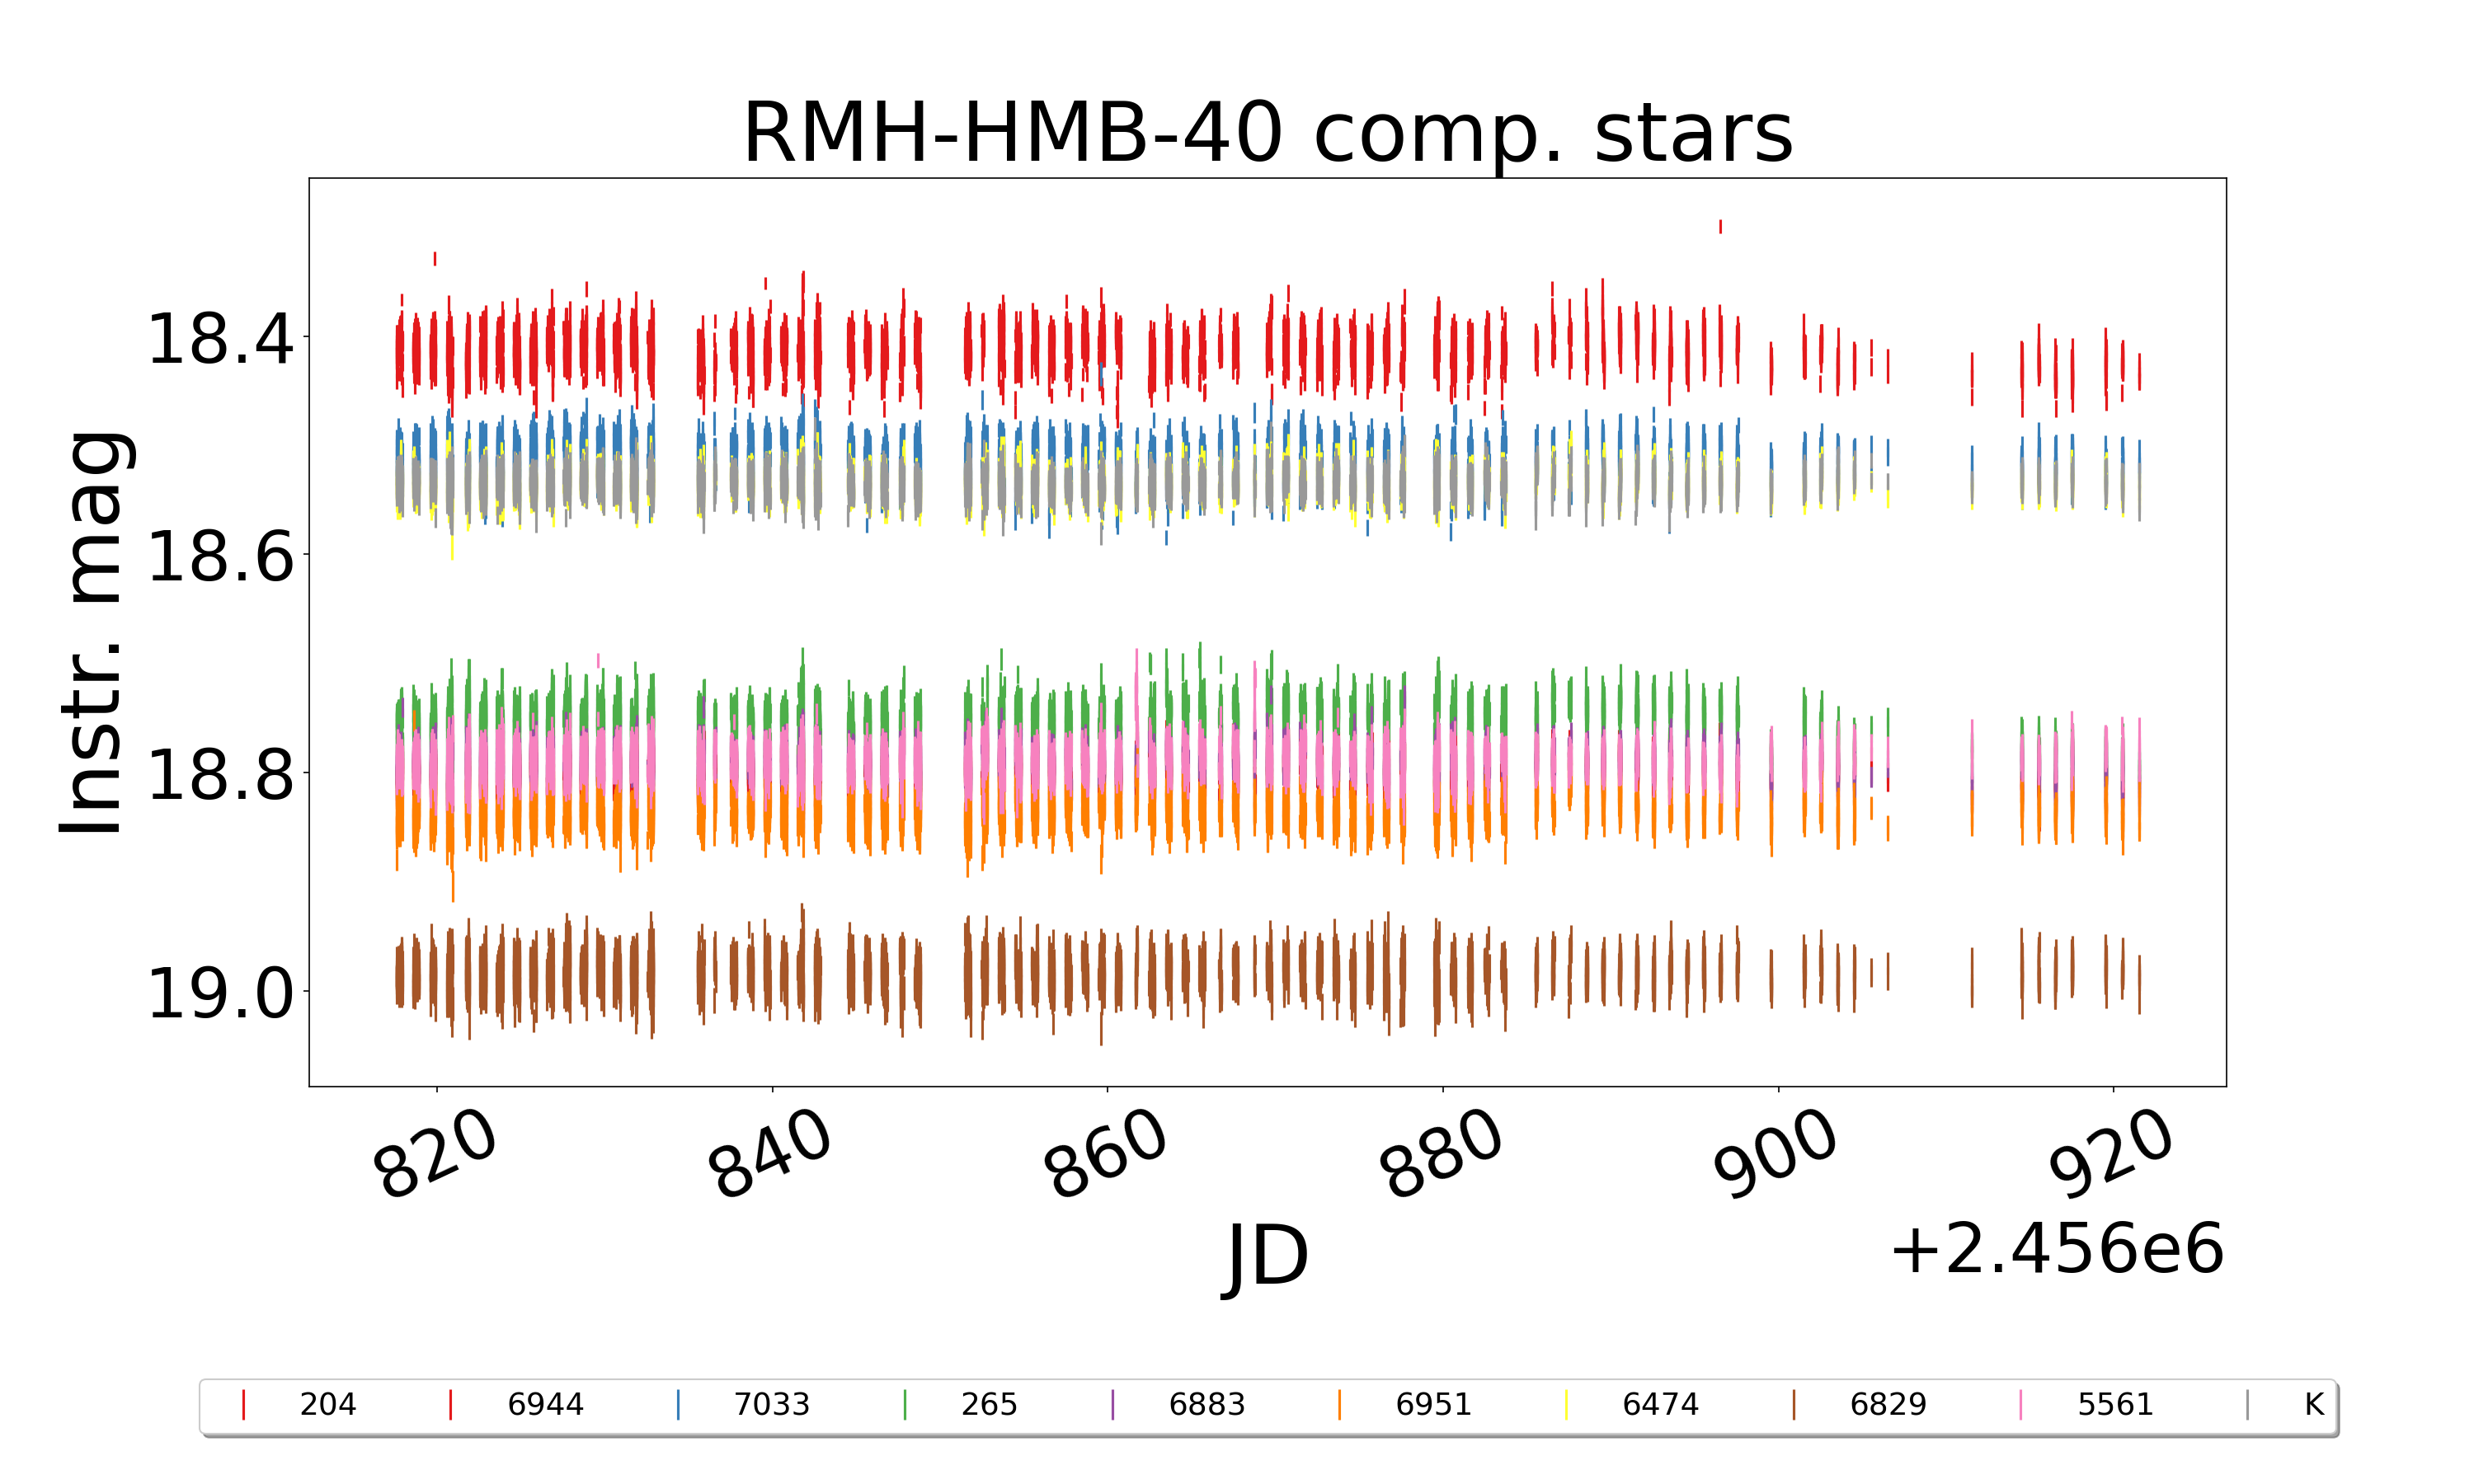 RMH-HMB-40 comp. stars
Instr. mag
18.4
18.6
18.8
19.0
820 840 860 880 900 920
JD
+2.456e6
204 6944 7033 265 6883 6951 6474 6829 5561 K